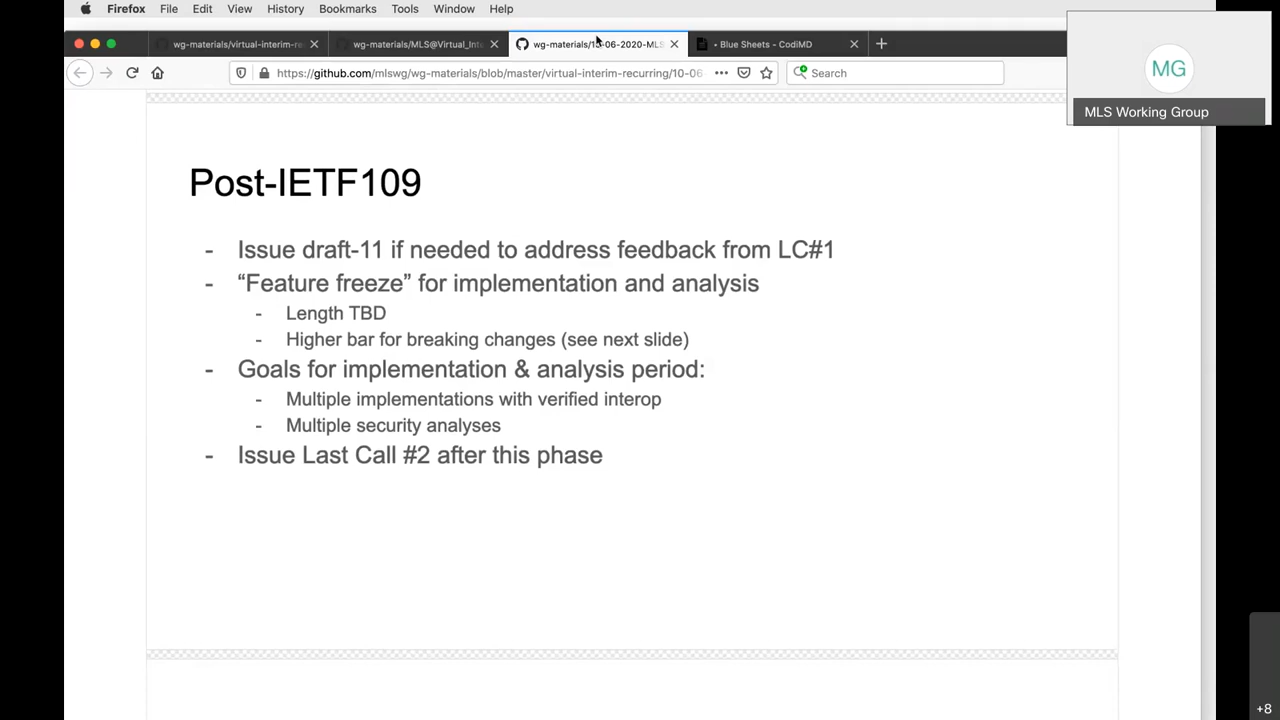 Firefox File Edit View History Bookmarks Tools Window Help
wg-materials/virtual-interim-re
wg-materials/MLS@Virtual_Int
wg-materials/10-06-2020-MLS
• Blue Sheets - CodiMD
https://github.com/mlswg/wg-materials/blob/master/virtual-interim-recurring/10-06-
Search
MG
MLS Working Group
Post-IETF109
- Issue draft-11 if needed to address feedback from LC#1
- “Feature freeze” for implementation and analysis
- Length TBD
- Higher bar for breaking changes (see next slide)
- Goals for implementation & analysis period:
- Multiple implementations with verified interop
- Multiple security analyses
- Issue Last Call #2 after this phase
+8